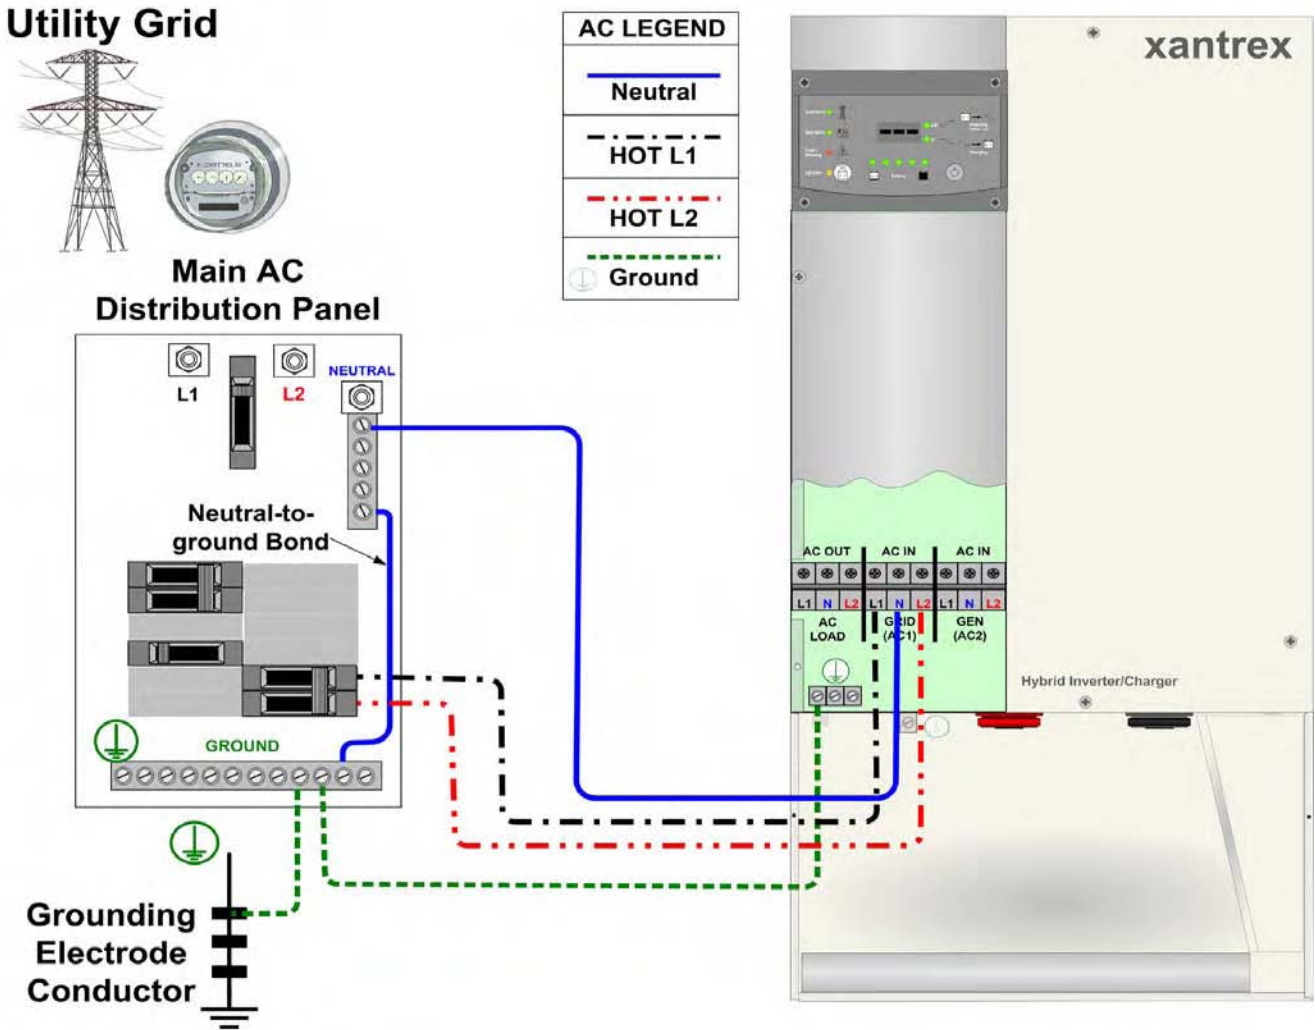 Utility Grid
AC LEGEND
Neutral
HOT L1
HOT L2
Ground
xantrex
Main AC
Distribution Panel
L1
L2
NEUTRAL
Neutral-to-
ground Bond
GROUND
Grounding
Electrode
Conductor
AC OUT
AC IN
AC IN
L1 N L2 L1 N L2 L1 N L2
AC
LOAD
GRID
(AC1)
GEN
(AC2)
Hybrid Inverter/Charger